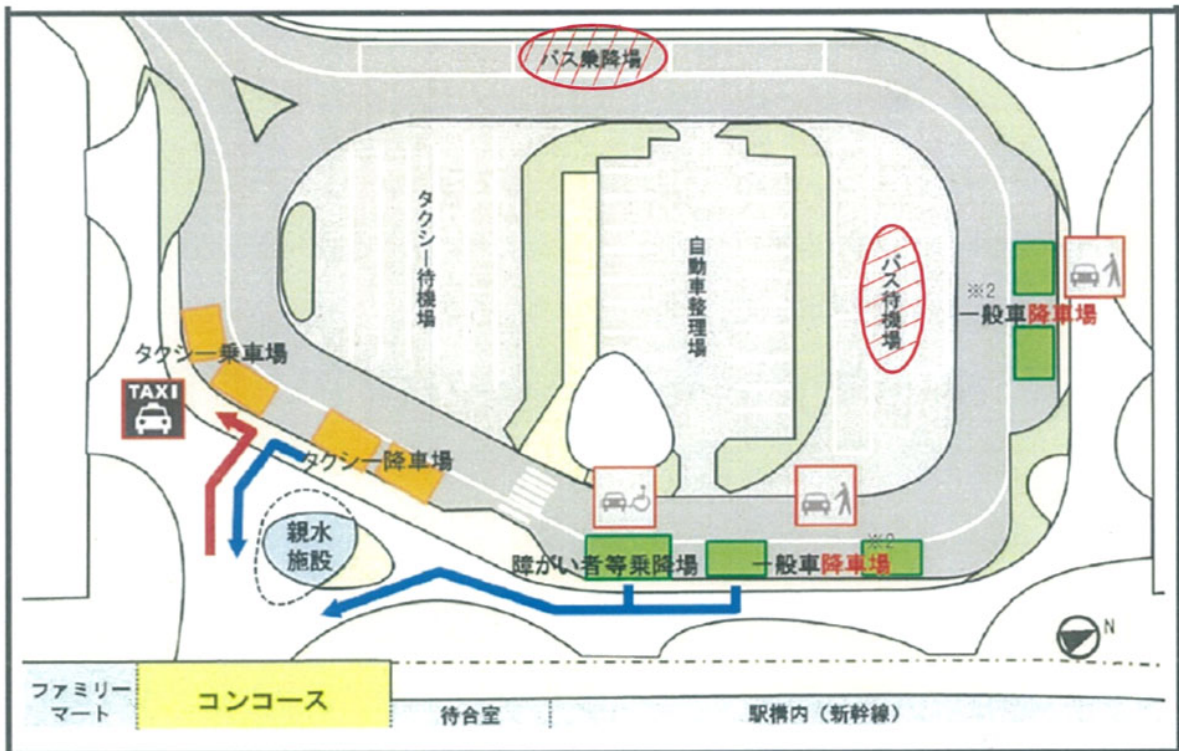 バス乗降場
タクシー待機場
自動車整理場
バス待機場
※2
一般車降車場
タクシー乗車場
TAXI
タクシー降車場
親水
施設
障がい者等乗降場
※2
一般車降車場
N
ファミリー
マート
コンコース
待合室
駅構内（新幹線）